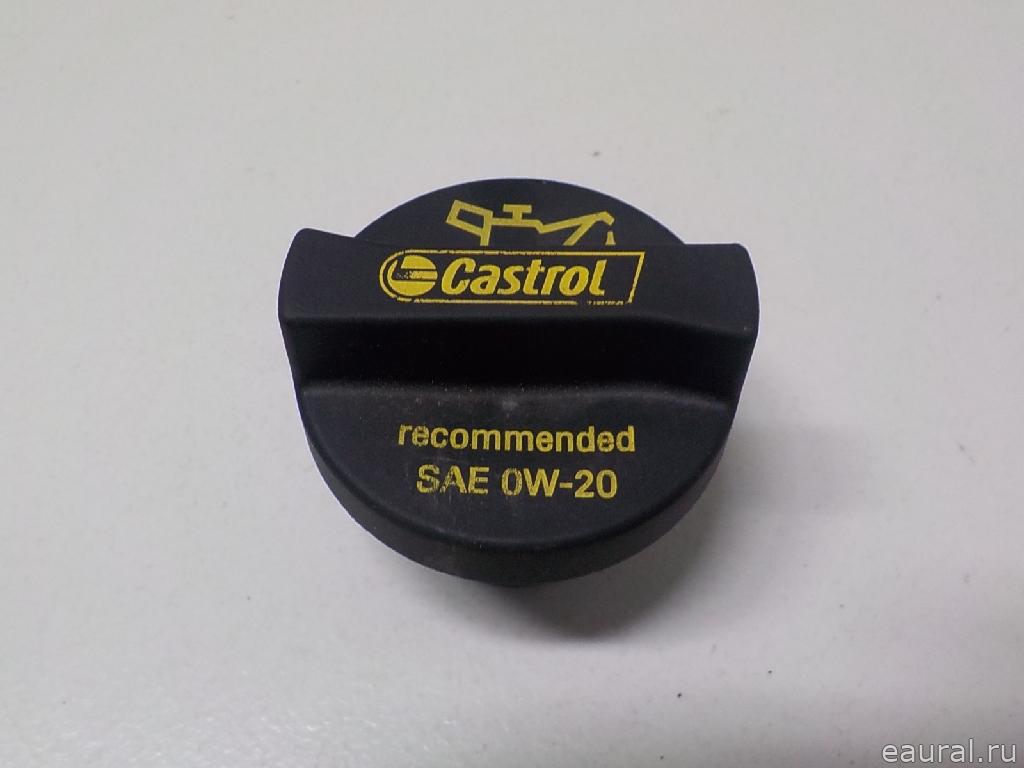 Castrol
recommended
SAE 0W-20
eaural.ru